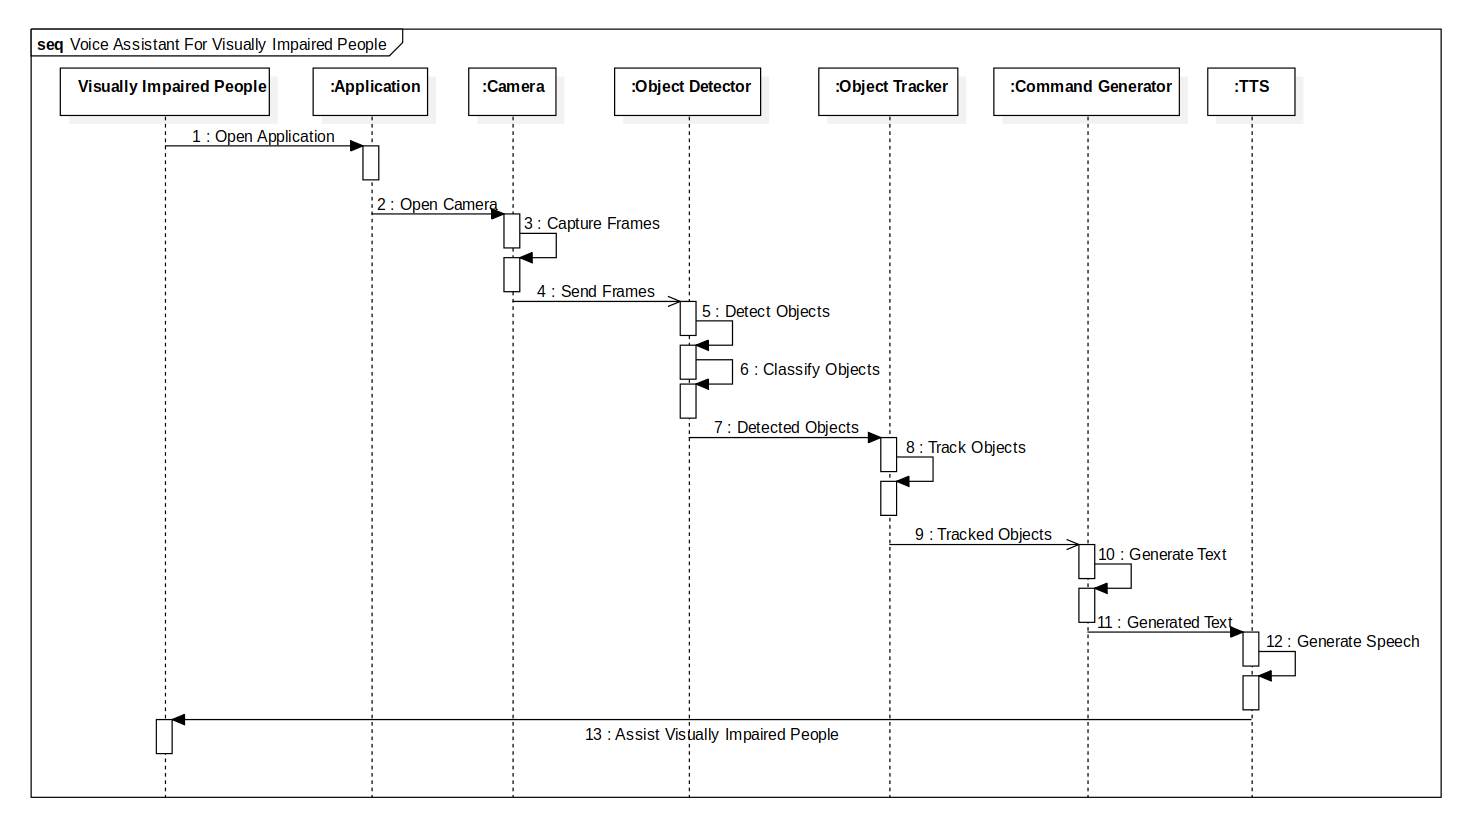 seq Voice Assistant For Visually Impaired People
Visually Impaired People
:Application
:Camera
:Object Detector
:Object Tracker
:Command Generator
:TTS
1 : Open Application
2 : Open Camera
3 : Capture Frames
4 : Send Frames
5 : Detect Objects
6 : Classify Objects
7 : Detected Objects
8 : Track Objects
9 : Tracked Objects
10 : Generate Text
11 : Generated Text
12 : Generate Speech
13 : Assist Visually Impaired People